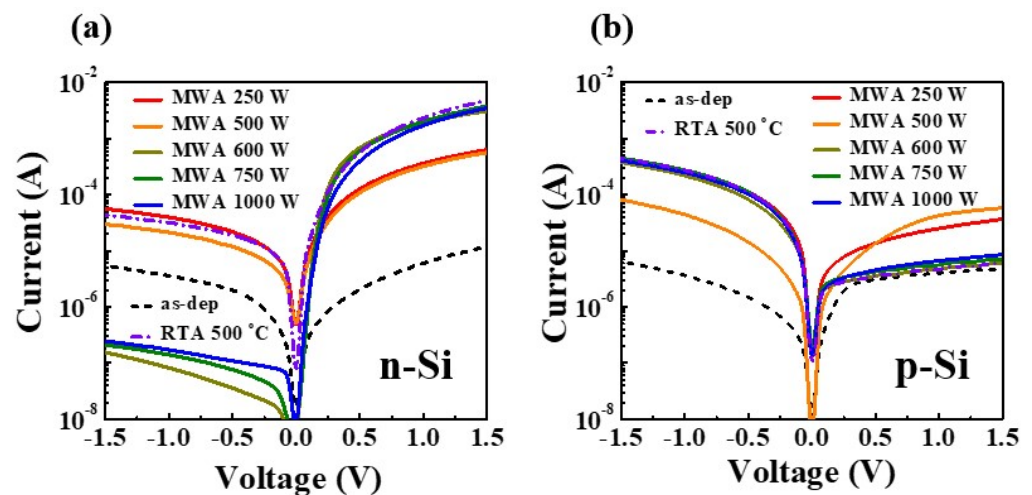 (a)
(b)
10⁻²
10⁻⁴
10⁻⁶
10⁻⁸
Current (A)
MWA 250 W
MWA 500 W
MWA 600 W
MWA 750 W
MWA 1000 W
as-dep
RTA 500 °C
n-Si
-1.5 -1.0 -0.5 0.0 0.5 1.0 1.5
Voltage (V)
10⁻²
10⁻⁴
10⁻⁶
10⁻⁸
Current (A)
as-dep
RTA 500 °C
MWA 250 W
MWA 500 W
MWA 600 W
MWA 750 W
MWA 1000 W
p-Si
-1.5 -1.0 -0.5 0.0 0.5 1.0 1.5
Voltage (V)